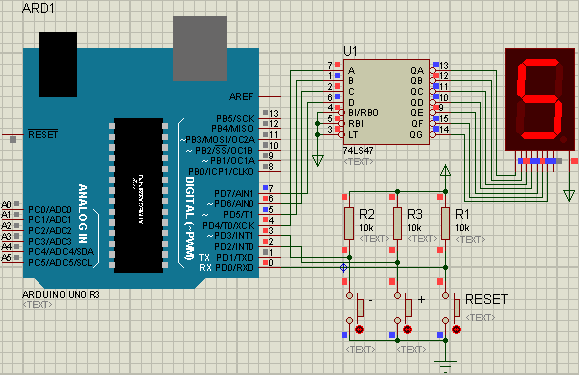 ARD1
U1
7 A QA 13
1 B QB 12
2 C QC 11
6 D QD 10
4 BI/RBO QE 9
5 RBI QF 15
3 LT QG 14
74LS47
<TEXT>
AREF
RESET
PB5/SCK 13
PB4/MISO 12
~PB3/MOSI/OC2A 11
~ PB2/SS/OC1B 10
~ PB1/OC1A 9
PB0/ICP1/CLKO 8
PD7/AIN1 7
~ PD6/AIN0 6
~ PD5/T1 5
PD4/T0/XCK 4
~ PD3/INT1 3
PD2/INT0 2
TX PD1/TXD 1
RX PD0/RXD 0
DIGITAL (~PWM)
ANALOG IN
A0 PC0/ADC0
A1 PC1/ADC1
A2 PC2/ADC2
A3 PC3/ADC3
A4 PC4/ADC4/SDA
A5 PC5/ADC5/SCL
ARDUINO UNO R3
<TEXT>
R2
10k
<TEXT>
R3
10k
<TEXT>
R1
10k
<TEXT>
-
+
RESET
<TEXT>
<TEXT>
<TEXT>
5